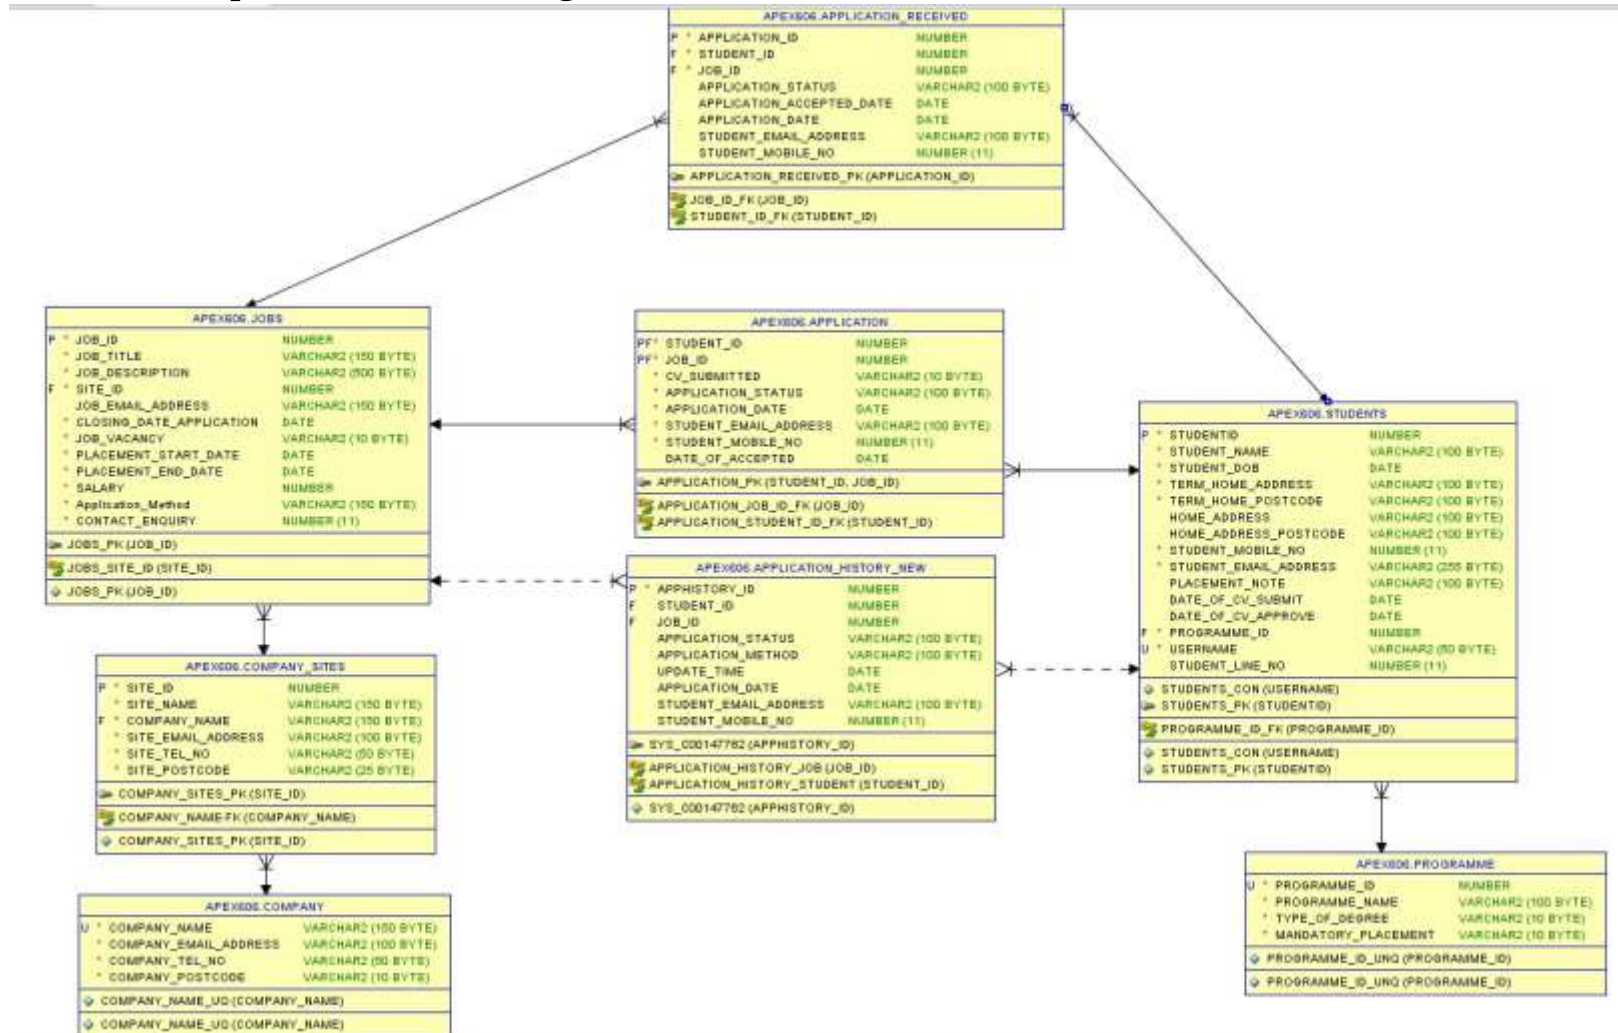 APEX606.APPLICATION_RECEIVED
P * APPLICATION_ID NUMBER
F * STUDENT_ID NUMBER
F * JOB_ID NUMBER
APPLICATION_STATUS VARCHAR2 (100 BYTE)
APPLICATION_ACCEPTED_DATE DATE
APPLICATION_DATE DATE
STUDENT_EMAIL_ADDRESS VARCHAR2 (100 BYTE)
STUDENT_MOBILE_NO NUMBER (11)
APPLICATION_RECEIVED_PK (APPLICATION_ID)
JOB_ID_FK (JOB_ID)
STUDENT_ID_FK (STUDENT_ID)
APEX606.JOBS
P * JOB_ID NUMBER
* JOB_TITLE VARCHAR2 (150 BYTE)
* JOB_DESCRIPTION VARCHAR2 (500 BYTE)
F * SITE_ID NUMBER
JOB_EMAIL_ADDRESS VARCHAR2 (150 BYTE)
* CLOSING_DATE_APPLICATION DATE
* JOB_VACANCY VARCHAR2 (10 BYTE)
* PLACEMENT_START_DATE DATE
* PLACEMENT_END_DATE DATE
* SALARY NUMBER
* Application_Method VARCHAR2 (150 BYTE)
* CONTACT_ENQUIRY NUMBER (11)
JOBS_PK (JOB_ID)
JOBS_SITE_ID (SITE_ID)
JOBS_PK (JOB_ID)
APEX606.APPLICATION
PF* STUDENT_ID NUMBER
PF* JOB_ID NUMBER
* CV_SUBMITTED VARCHAR2 (10 BYTE)
* APPLICATION_STATUS VARCHAR2 (100 BYTE)
* APPLICATION_DATE DATE
* STUDENT_EMAIL_ADDRESS VARCHAR2 (100 BYTE)
* STUDENT_MOBILE_NO NUMBER (11)
DATE_OF_ACCEPTED DATE
APPLICATION_PK (STUDENT_ID, JOB_ID)
APPLICATION_JOB_ID_FK (JOB_ID)
APPLICATION_STUDENT_ID_FK (STUDENT_ID)
APEX606.STUDENTS
P * STUDENTID NUMBER
* STUDENT_NAME VARCHAR2 (100 BYTE)
* STUDENT_DOB DATE
* TERM_HOME_ADDRESS VARCHAR2 (100 BYTE)
* TERM_HOME_POSTCODE VARCHAR2 (100 BYTE)
HOME_ADDRESS VARCHAR2 (100 BYTE)
HOME_ADDRESS_POSTCODE VARCHAR2 (100 BYTE)
* STUDENT_MOBILE_NO NUMBER (11)
* STUDENT_EMAIL_ADDRESS VARCHAR2 (255 BYTE)
PLACEMENT_NOTE VARCHAR2 (100 BYTE)
DATE_OF_CV_SUBMIT DATE
DATE_OF_CV_APPROVE DATE
F * PROGRAMME_ID NUMBER
U * USERNAME VARCHAR2 (50 BYTE)
STUDENT_LINE_NO NUMBER (11)
STUDENTS_CON (USERNAME)
STUDENTS_PK (STUDENTID)
PROGRAMME_ID_FK (PROGRAMME_ID)
STUDENTS_CON (USERNAME)
STUDENTS_PK (STUDENTID)
APEX606.APPLICATION_HISTORY_NEW
P * APPHISTORY_ID NUMBER
F STUDENT_ID NUMBER
F JOB_ID NUMBER
APPLICATION_STATUS VARCHAR2 (100 BYTE)
APPLICATION_METHOD VARCHAR2 (100 BYTE)
UPDATE_TIME DATE
APPLICATION_DATE DATE
STUDENT_EMAIL_ADDRESS VARCHAR2 (100 BYTE)
STUDENT_MOBILE_NO NUMBER (11)
SYS_C00147762 (APPHISTORY_ID)
APPLICATION_HISTORY_JOB (JOB_ID)
APPLICATION_HISTORY_STUDENT (STUDENT_ID)
SYS_C00147762 (APPHISTORY_ID)
APEX606.COMPANY_SITES
P * SITE_ID NUMBER
* SITE_NAME VARCHAR2 (150 BYTE)
F * COMPANY_NAME VARCHAR2 (150 BYTE)
* SITE_EMAIL_ADDRESS VARCHAR2 (100 BYTE)
* SITE_TEL_NO VARCHAR2 (50 BYTE)
* SITE_POSTCODE VARCHAR2 (25 BYTE)
COMPANY_SITES_PK (SITE_ID)
COMPANY_NAME-FK (COMPANY_NAME)
COMPANY_SITES_PK (SITE_ID)
APEX606.COMPANY
U * COMPANY_NAME VARCHAR2 (150 BYTE)
* COMPANY_EMAIL_ADDRESS VARCHAR2 (100 BYTE)
* COMPANY_TEL_NO VARCHAR2 (50 BYTE)
* COMPANY_POSTCODE VARCHAR2 (10 BYTE)
COMPANY_NAME_UQ (COMPANY_NAME)
COMPANY_NAME_UQ (COMPANY_NAME)
APEX606.PROGRAMME
U * PROGRAMME_ID NUMBER
* PROGRAMME_NAME VARCHAR2 (100 BYTE)
* TYPE_OF_DEGREE VARCHAR2 (10 BYTE)
* MANDATORY_PLACEMENT VARCHAR2 (10 BYTE)
PROGRAMME_ID_UNQ (PROGRAMME_ID)
PROGRAMME_ID_UNQ (PROGRAMME_ID)